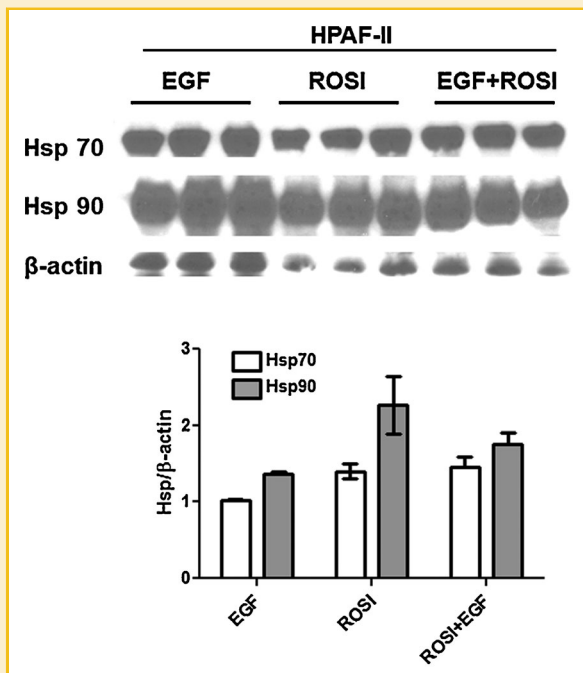 HPAF-II
EGF ROSI EGF+ROSI
Hsp 70
Hsp 90
β-actin
3
Hsp70
Hsp90
2
Hsp/β-actin
1
0
EGF ROSI ROSI+EGF